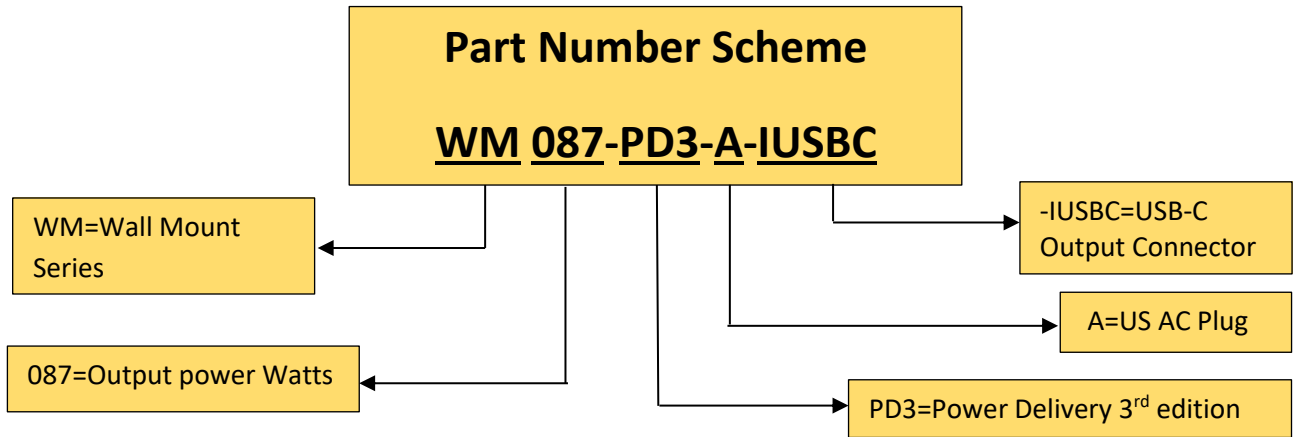 Part Number Scheme
WM 087-PD3-A-IUSBC
WM=Wall Mount
Series
-IUSBC=USB-C
Output Connector
A=US AC Plug
087=Output power Watts
PD3=Power Delivery 3rd edition